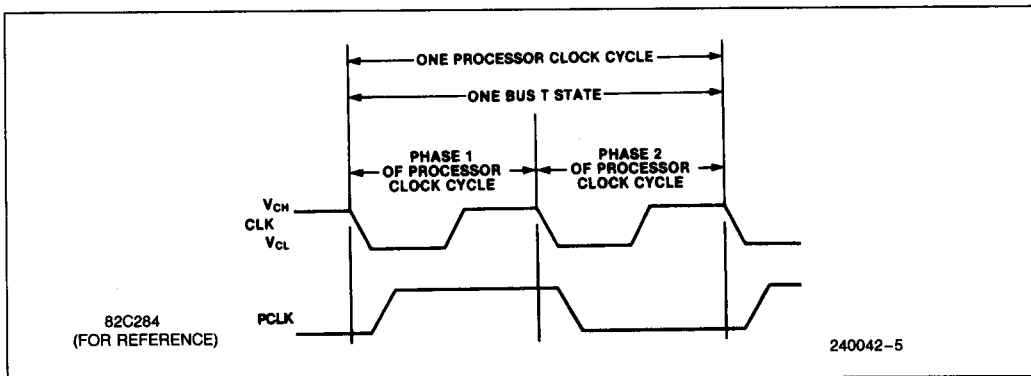 ONE PROCESSOR CLOCK CYCLE
ONE BUS T STATE
PHASE 1
OF PROCESSOR
CLOCK CYCLE
PHASE 2
OF PROCESSOR
CLOCK CYCLE
VCH
CLK
VCL
PCLK
82C284
(FOR REFERENCE)
240042-5